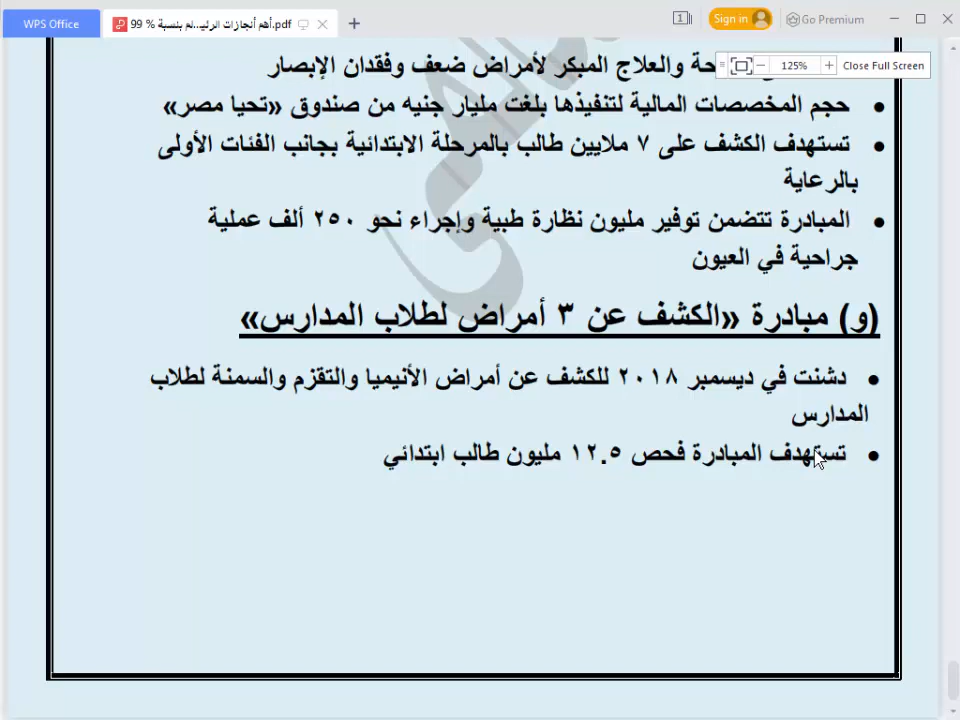 WPS Office
أهم أنجازات الرئيـ...ام بنسبة % 99.pdf
1
Sign in
Go Premium
125%
Close Full Screen
والعلاج المبكر لأمراض ضعف وفقدان الإبصار
حجم المخصصات المالية لتنفيذها بلغت مليار جنيه من صندوق «تحيا مصر»
تستهدف الكشف على ٧ ملايين طالب بالمرحلة الابتدائية بجانب الفئات الأولى
بالرعاية
المبادرة تتضمن توفير مليون نظارة طبية وإجراء نحو ٢٥٠ ألف عملية
جراحية في العيون
(و) مبادرة «الكشف عن ٣ أمراض لطلاب المدارس»
دشنت في ديسمبر ٢٠١٨ للكشف عن أمراض الأنيميا والتقزم والسمنة لطلاب
المدارس
تستهدف المبادرة فحص ١٢.٥ مليون طالب ابتدائي